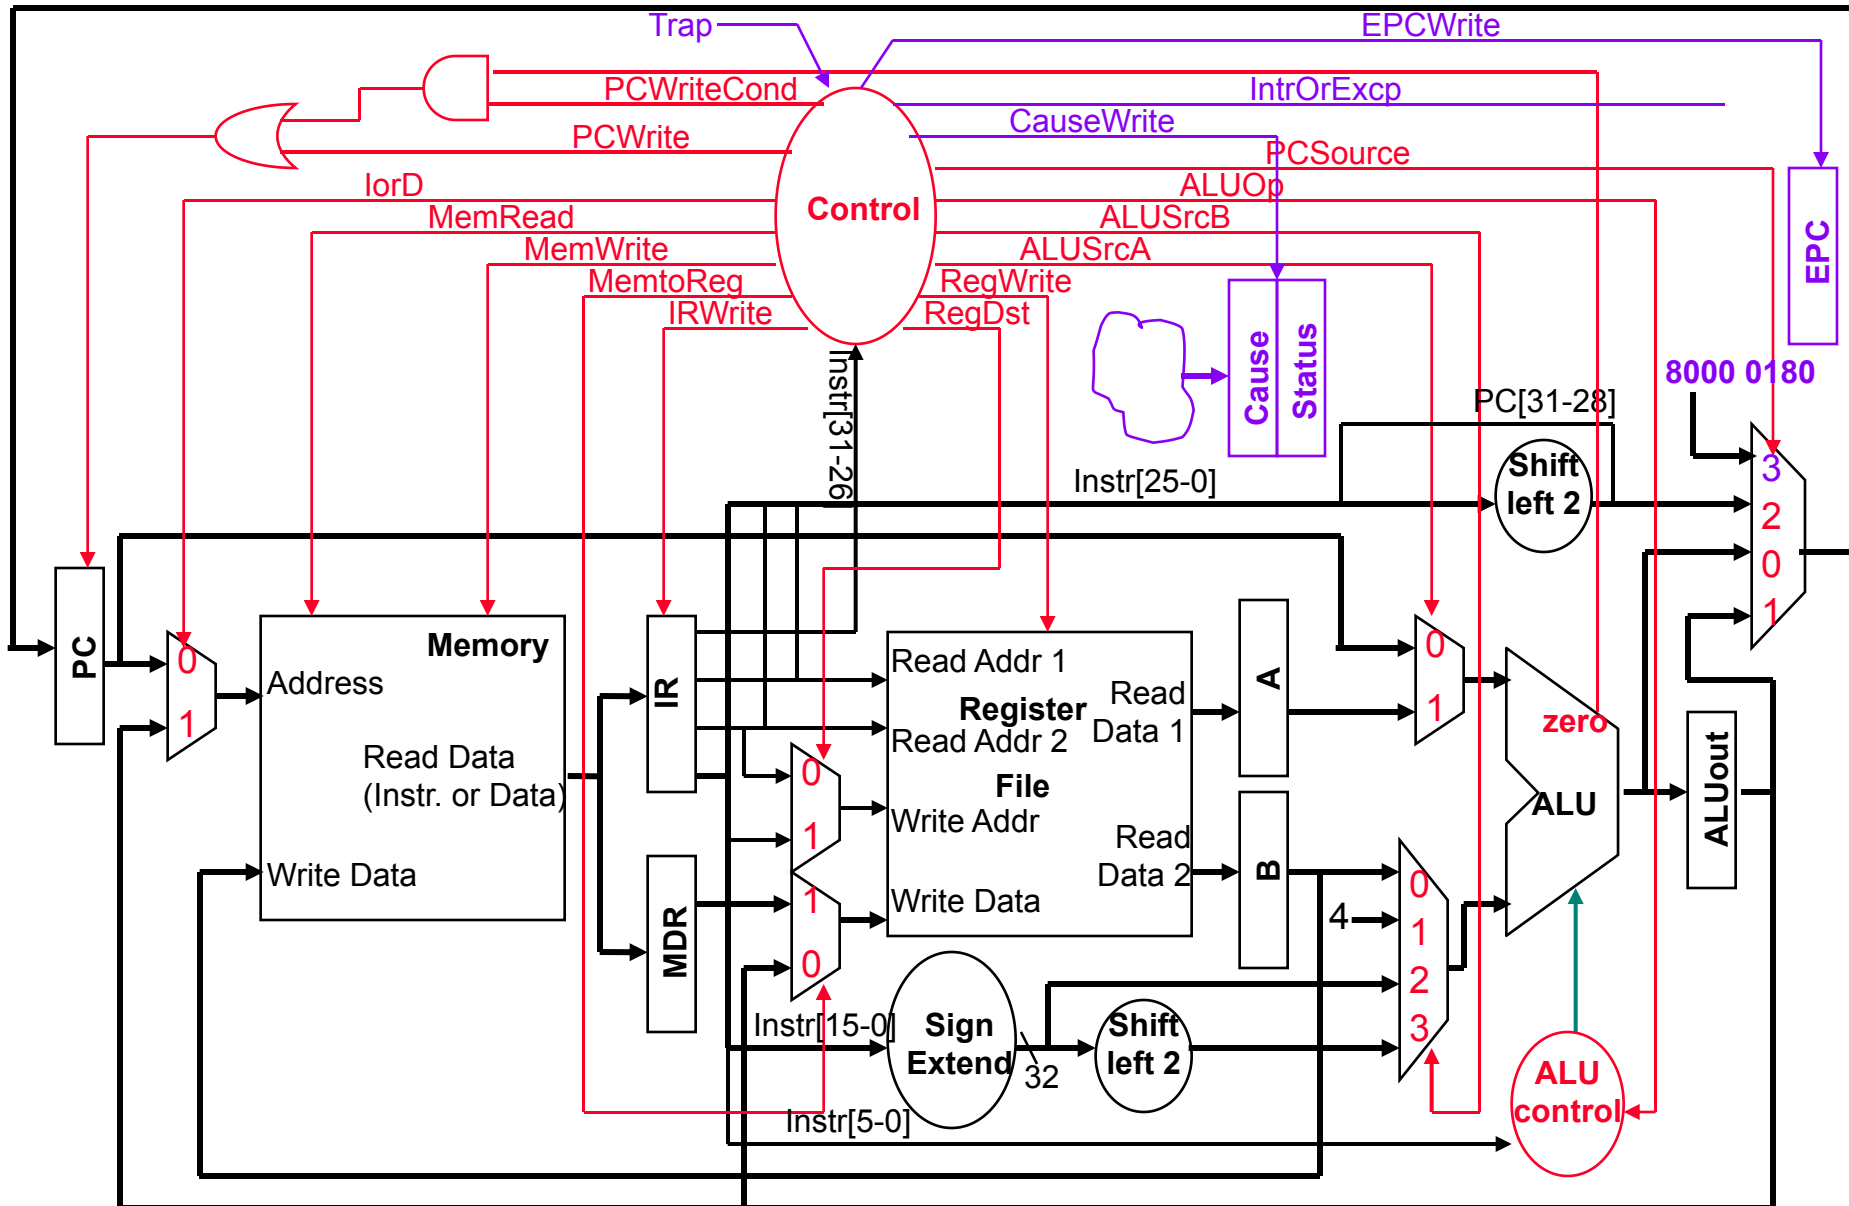 Trap
EPCWrite
PCWriteCond
IntrOrExcp
CauseWrite
PCWrite
PCSource
IorD
Control
ALUOp
MemRead
ALUSrcB
MemWrite
ALUSrcA
MemtoReg
RegWrite
IRWrite
RegDst
EPC
Cause
Status
8000 0180
Instr[31-26]
PC[31-28]
Instr[25-0]
Shift
left 2
3
2
0
1
PC
0
1
Memory
Address
Read Data
(Instr. or Data)
Write Data
IR
MDR
Read Addr 1
Register
Read Addr 2
File
Write Addr
Write Data
Read
Data 1
Read
Data 2
0
1
1
0
A
B
0
1
zero
ALU
ALUout
4
0
1
2
3
Instr[15-0]
Sign
Extend
32
Shift
left 2
ALU
control
Instr[5-0]